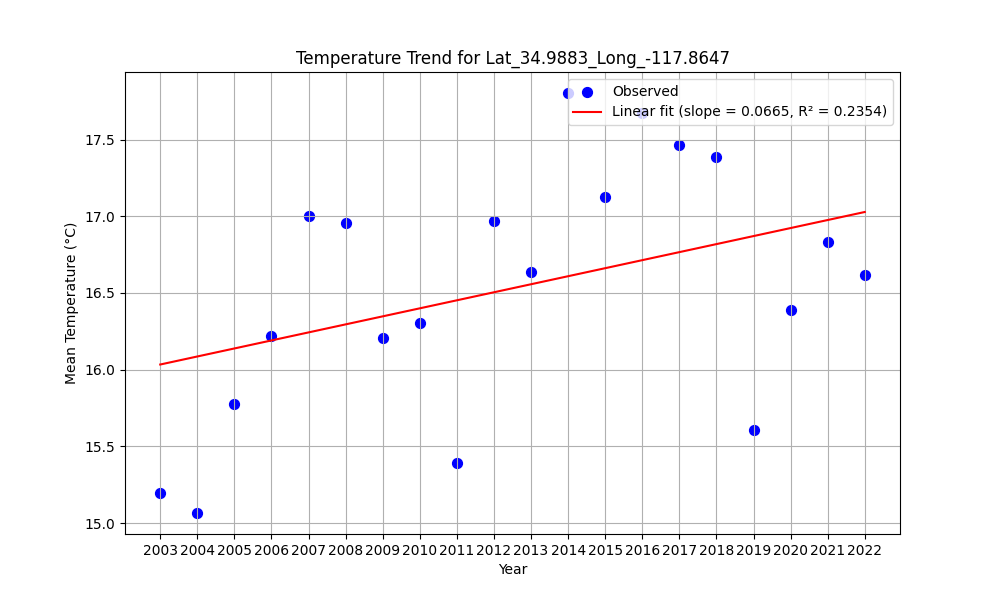 Temperature Trend for Lat_34.9883_Long_-117.8647
Observed
Linear fit (slope = 0.0665, R² = 0.2354)
Mean Temperature (°C)
17.5
17.0
16.5
16.0
15.5
15.0
2003 2004 2005 2006 2007 2008 2009 2010 2011 2012 2013 2014 2015 2016 2017 2018 2019 2020 2021 2022
Year